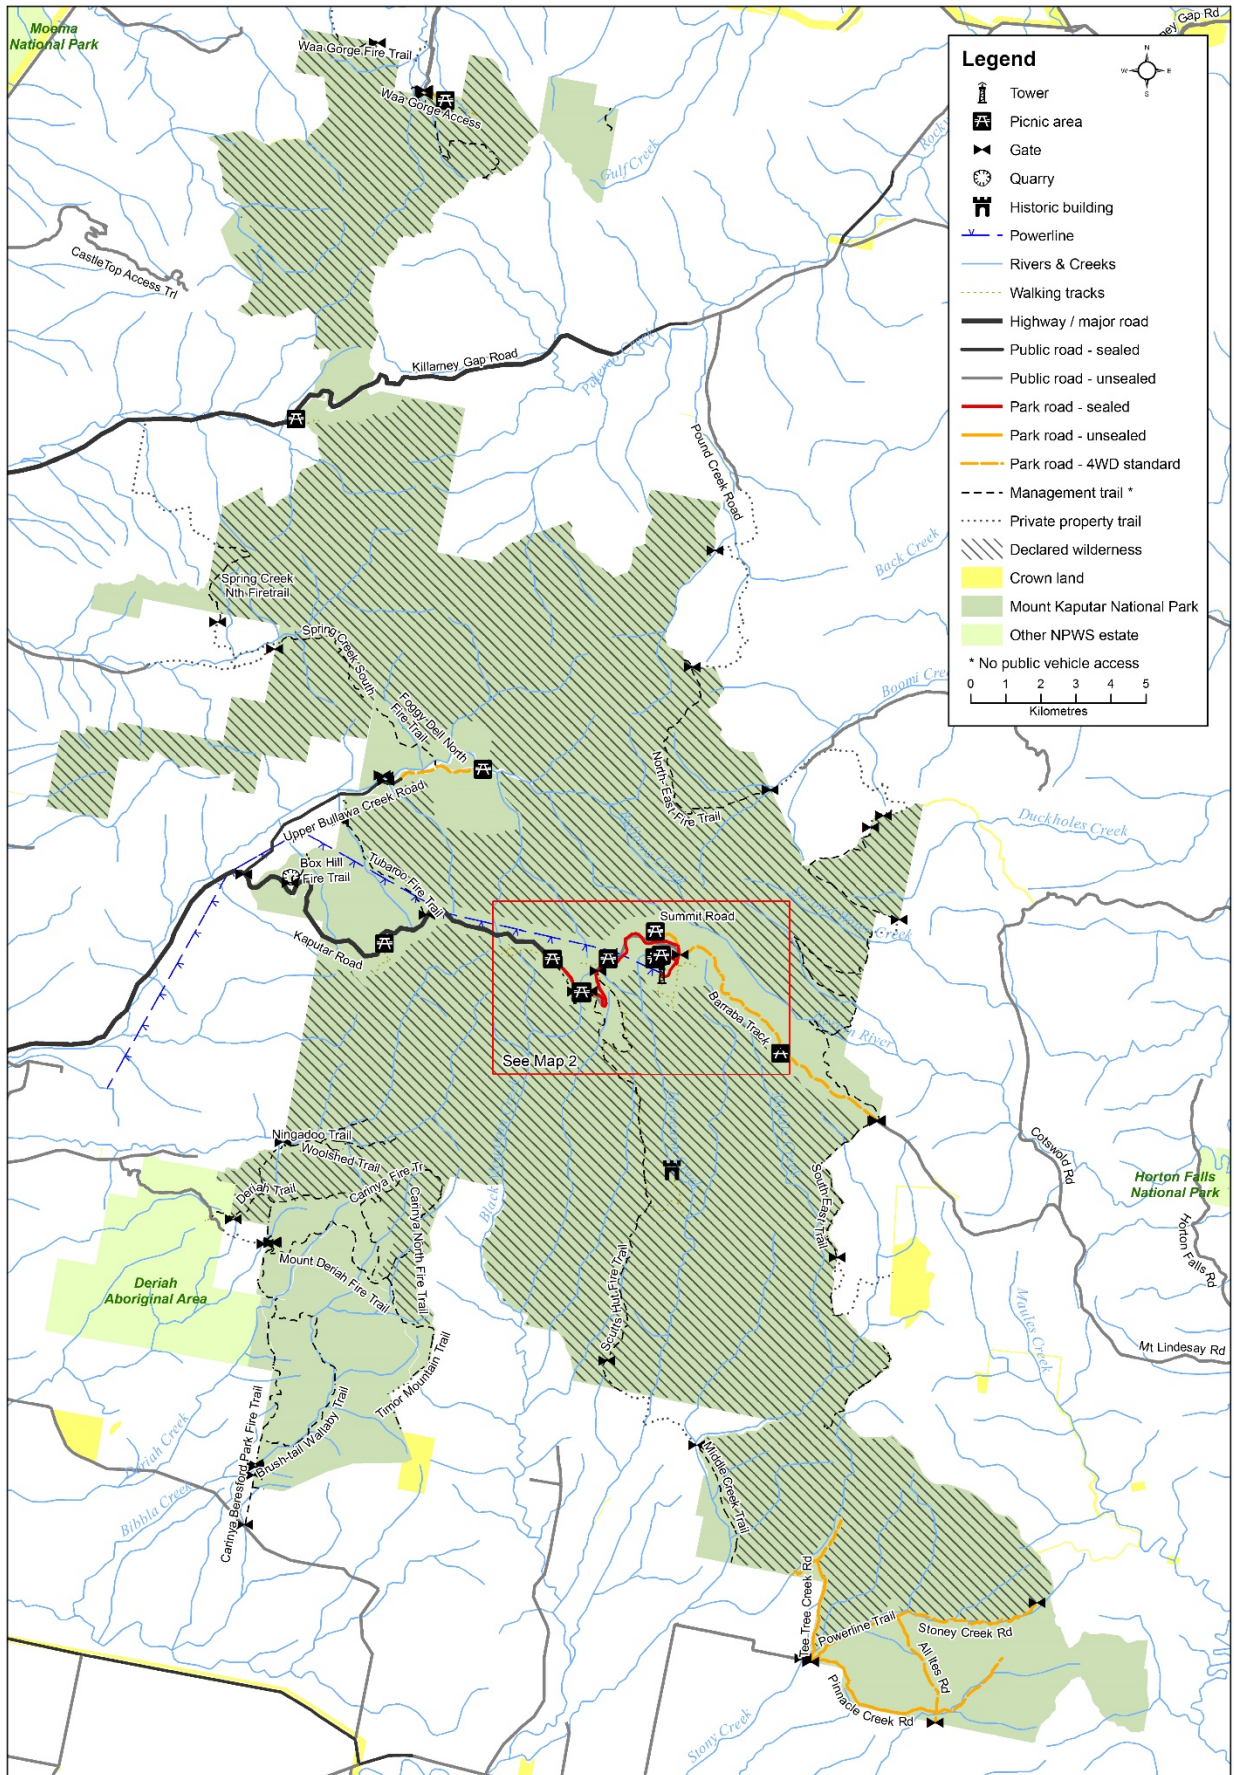 Moema
National Park
Waa Gorge Fire Trail
Waa Gorge Access
Gulf Creek
Rocky
ney Gap Rd
CastleTop Access Trl
Killarney Gap Road
Pound Creek Road
Back Creek
Boomi Cree
Legend
N
W
E
S
Tower
Picnic area
Gate
Quarry
Historic building
Powerline
Rivers & Creeks
Walking tracks
Highway / major road
Public road - sealed
Public road - unsealed
Park road - sealed
Park road - unsealed
Park road - 4WD standard
Management trail *
Private property trail
Declared wilderness
Crown land
Mount Kaputar National Park
Other NPWS estate
* No public vehicle access
0 1 2 3 4 5
Kilometres
Spring Creek
Nth Firetrail
Spring Creek South
Fire Trail
Foggy Dell North
North-East Fire Trail
Upper Bullawa Creek Road
Duckholes Creek
Box Hill
Fire Trail
Tubaroo Fire Trail
Kaputar Road
Summit Road
Barraba Track
River
See Map 2
Ningadoo Trail
Woolshed Trail
Carinya Fire Tr
Deriah Trail
Carinya North Fire Trail
Mount Deriah Fire Trail
Deriah
Aboriginal Area
Black
South East Trail
Cotswold Rd
Horton Falls
National Park
Horton Falls Rd
Scutts Hut Fire Trail
Maules Creek
Mt Lindesay Rd
Timor Mountain Trail
Brush-tail Wallaby Trail
Carinya Beresford Park Fire Trail
Deriah Creek
Bibbla Creek
Middle Creek Trail
Tee Tree Creek Rd
Powerline Trail
Stoney Creek Rd
All Ites Rd
Pinnacle Creek Rd
Stony Creek